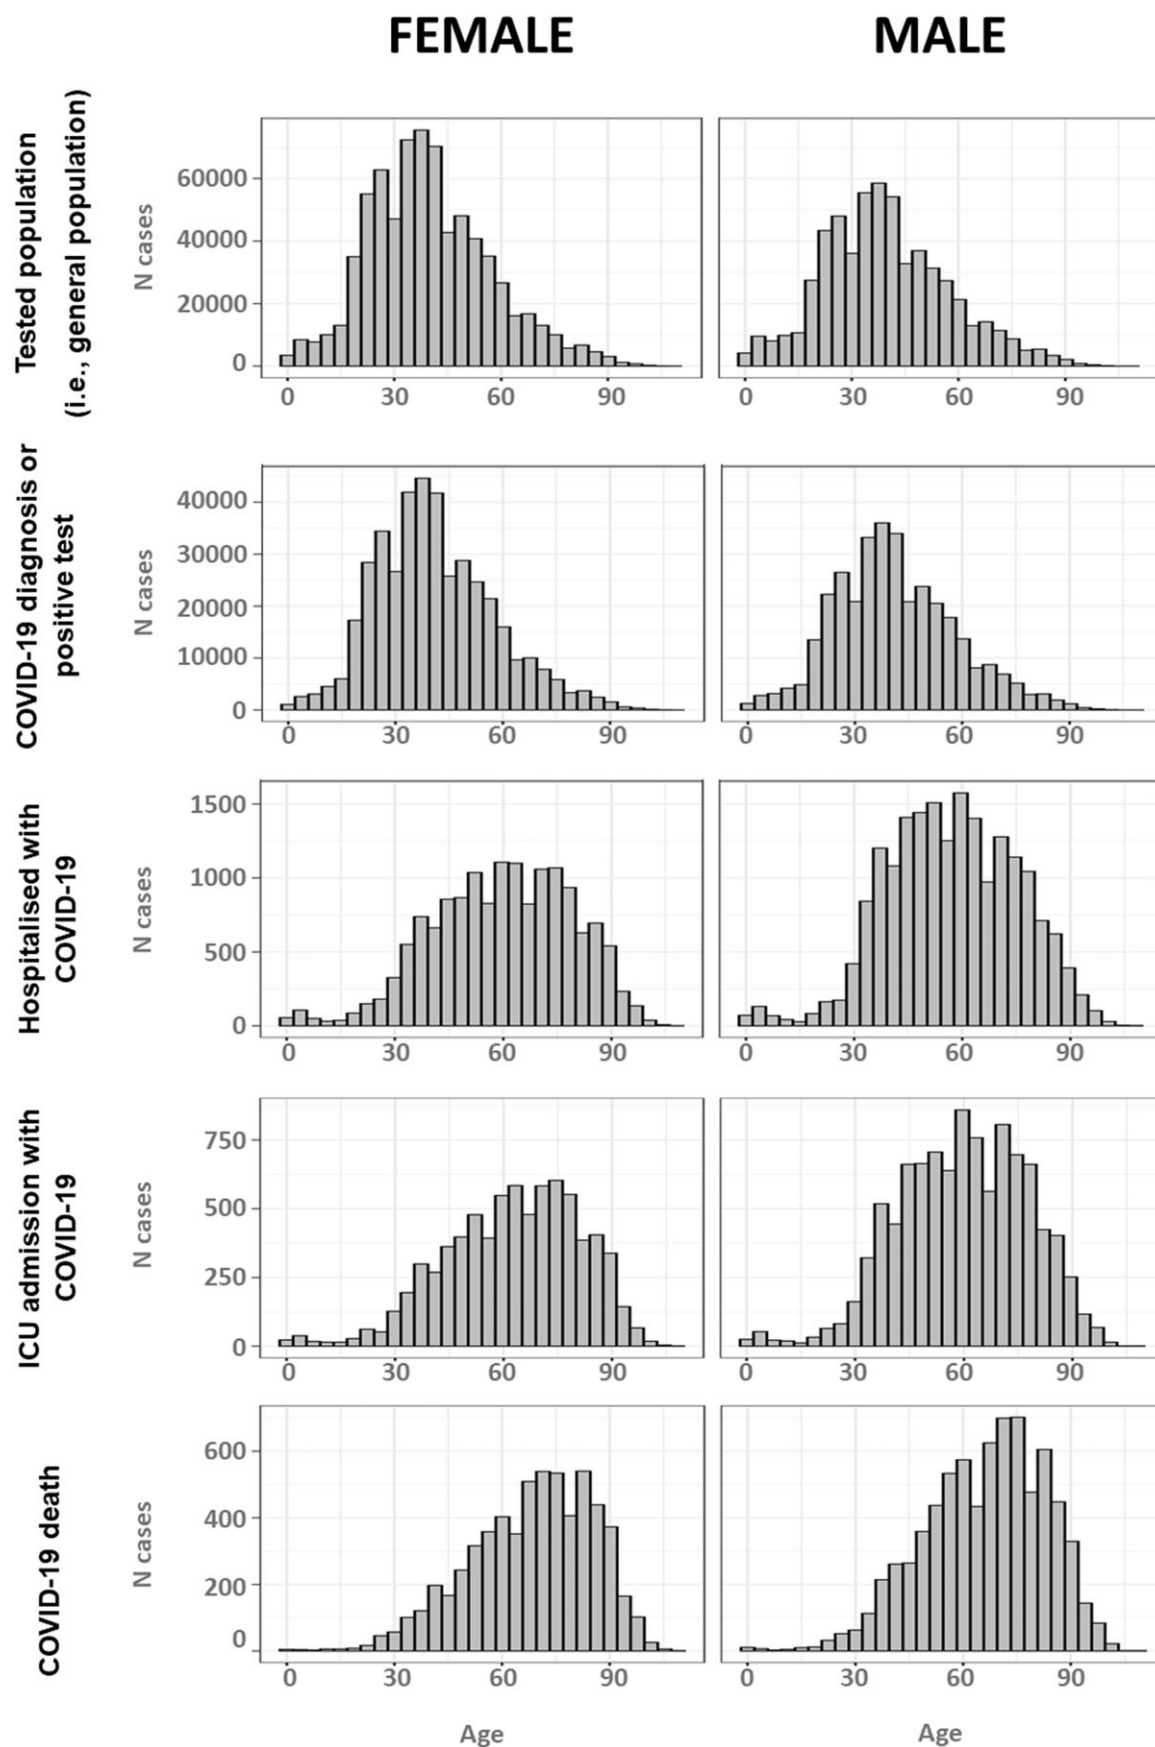 FEMALE MALE
Tested population
(i.e., general population)
N cases
60000
40000
20000
0
0 30 60 90 0 30 60 90
COVID-19 diagnosis or
positive test
N cases
40000
30000
20000
10000
0
0 30 60 90 0 30 60 90
Hospitalised with
COVID-19
N cases
1500
1000
500
0
0 30 60 90 0 30 60 90
ICU admission with
COVID-19
N cases
750
500
250
0
0 30 60 90 0 30 60 90
COVID-19 death
N cases
600
400
200
0
0 30 60 90 0 30 60 90
Age Age